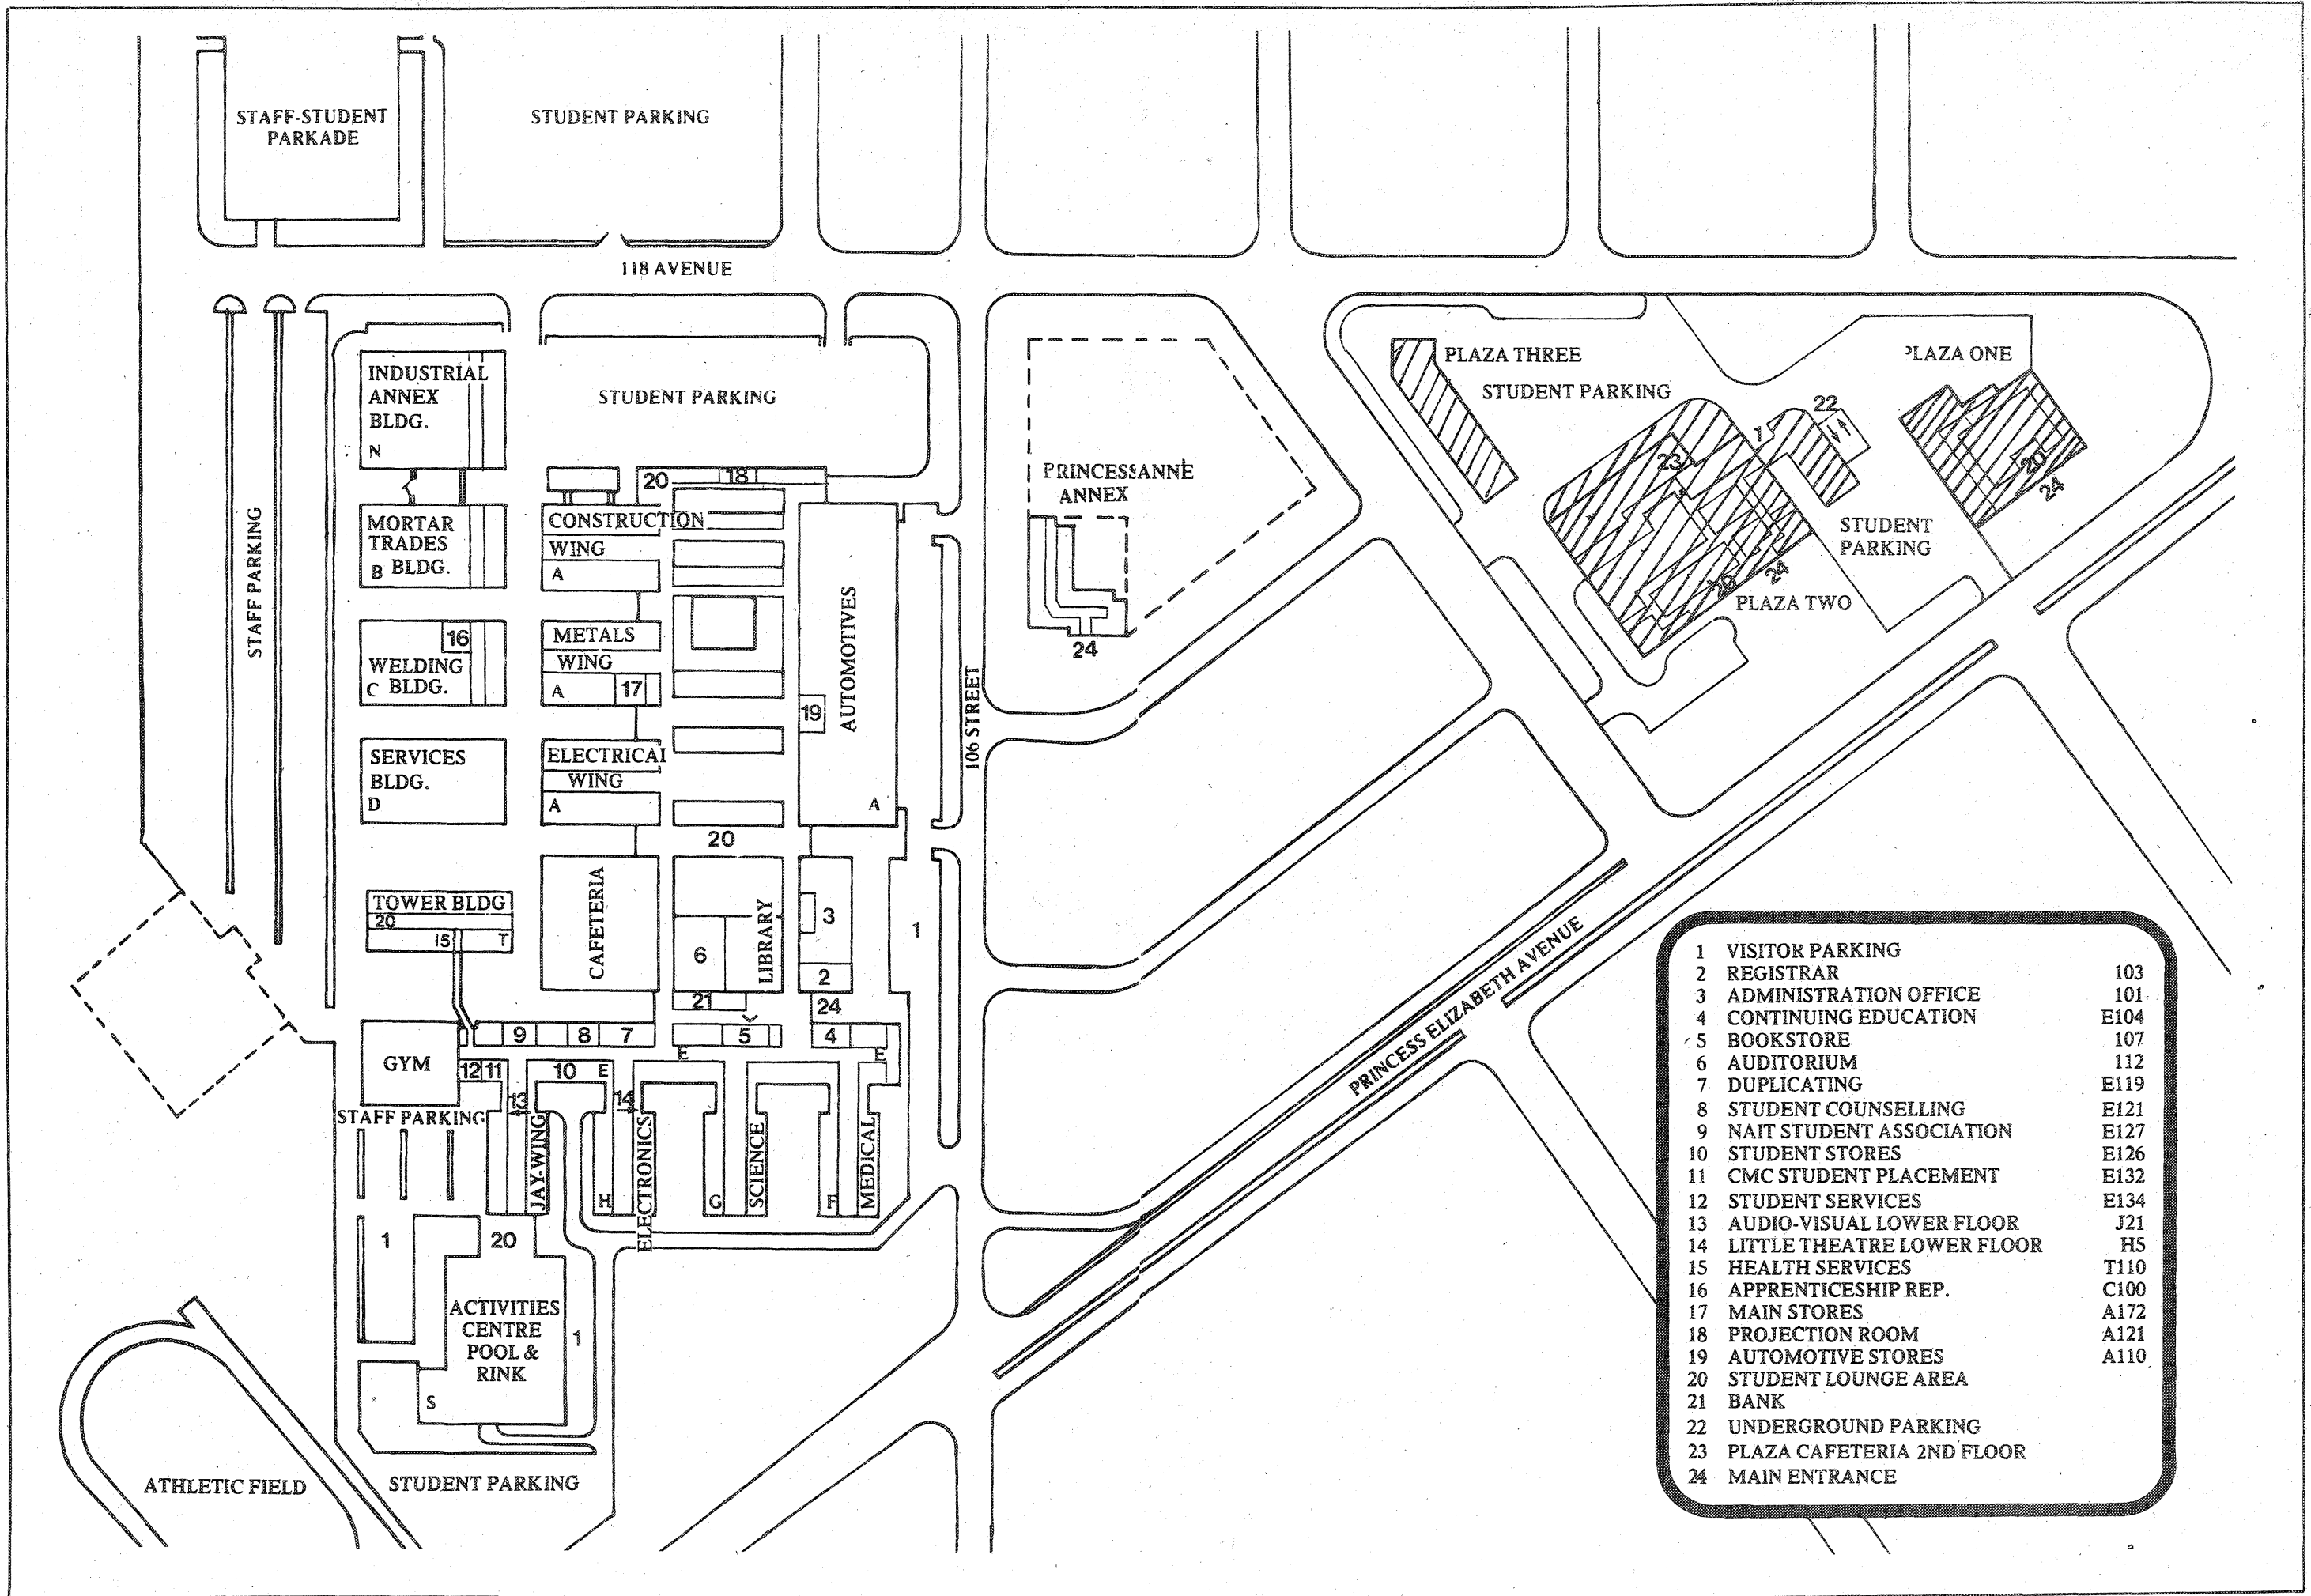 STAFF-STUDENT
PARKADE
STUDENT PARKING
118 AVENUE
STAFF PARKING
INDUSTRIAL
ANNEX
BLDG.
N
STUDENT PARKING
20
18
MORTAR
TRADES
B BLDG.
CONSTRUCTION
WING
A
16
WELDING
C BLDG.
METALS
WING
A
17
SERVICES
BLDG.
D
ELECTRICAL
WING
A
19
AUTOMOTIVES
A
106 STREET
PRINCESS ANNE
ANNEX
24
PLAZA THREE
STUDENT PARKING
PLAZA ONE
22
1
23
20
24
STUDENT
PARKING
20
24
PLAZA TWO
20
TOWER BLDG
20
15
T
CAFETERIA
6
LIBRARY
3
2
1
21
24
GYM
9
8
7
5
4
E
E
12
11
10
E
13
14
STAFF PARKING
JAY-WING
H
ELECTRONICS
G
SCIENCE
F
MEDICAL
1
20
ACTIVITIES
CENTRE
POOL &
RINK
1
S
ATHLETIC FIELD
STUDENT PARKING
PRINCESS ELIZABETH AVENUE
1 VISITOR PARKING
2 REGISTRAR 103
3 ADMINISTRATION OFFICE 101
4 CONTINUING EDUCATION E104
5 BOOKSTORE 107
6 AUDITORIUM 112
7 DUPLICATING E119
8 STUDENT COUNSELLING E121
9 NAIT STUDENT ASSOCIATION E127
10 STUDENT STORES E126
11 CMC STUDENT PLACEMENT E132
12 STUDENT SERVICES E134
13 AUDIO-VISUAL LOWER FLOOR J21
14 LITTLE THEATRE LOWER FLOOR H5
15 HEALTH SERVICES T110
16 APPRENTICESHIP REP. C100
17 MAIN STORES A172
18 PROJECTION ROOM A121
19 AUTOMOTIVE STORES A110
20 STUDENT LOUNGE AREA
21 BANK
22 UNDERGROUND PARKING
23 PLAZA CAFETERIA 2ND FLOOR
24 MAIN ENTRANCE